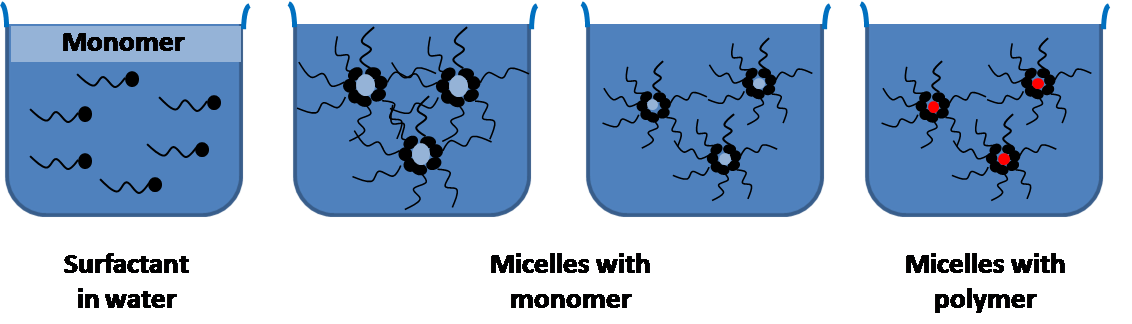 Monomer
Surfactant
in water
Micelles with
monomer
Micelles with
polymer